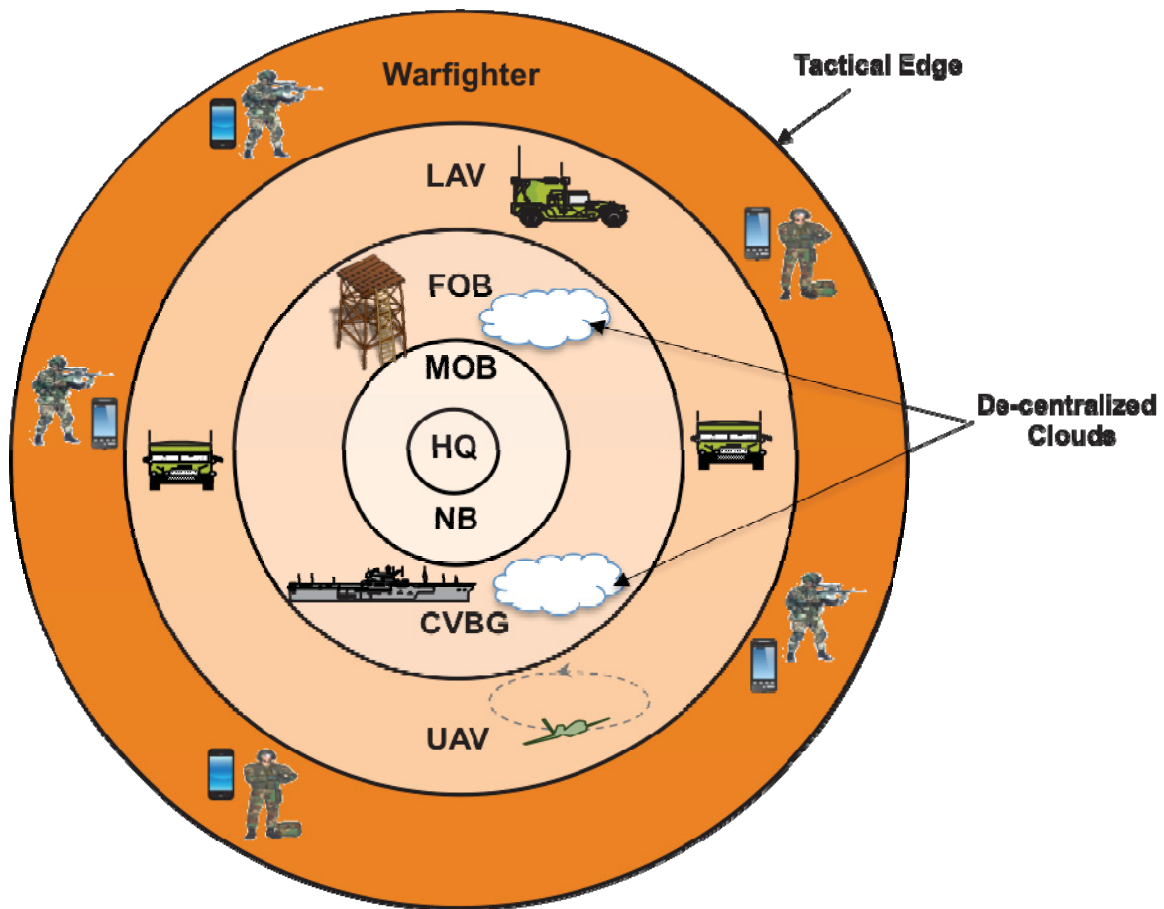 Warfighter
Tactical Edge
LAV
FOB
MOB
De-centralized
Clouds
HQ
NB
CVBG
UAV